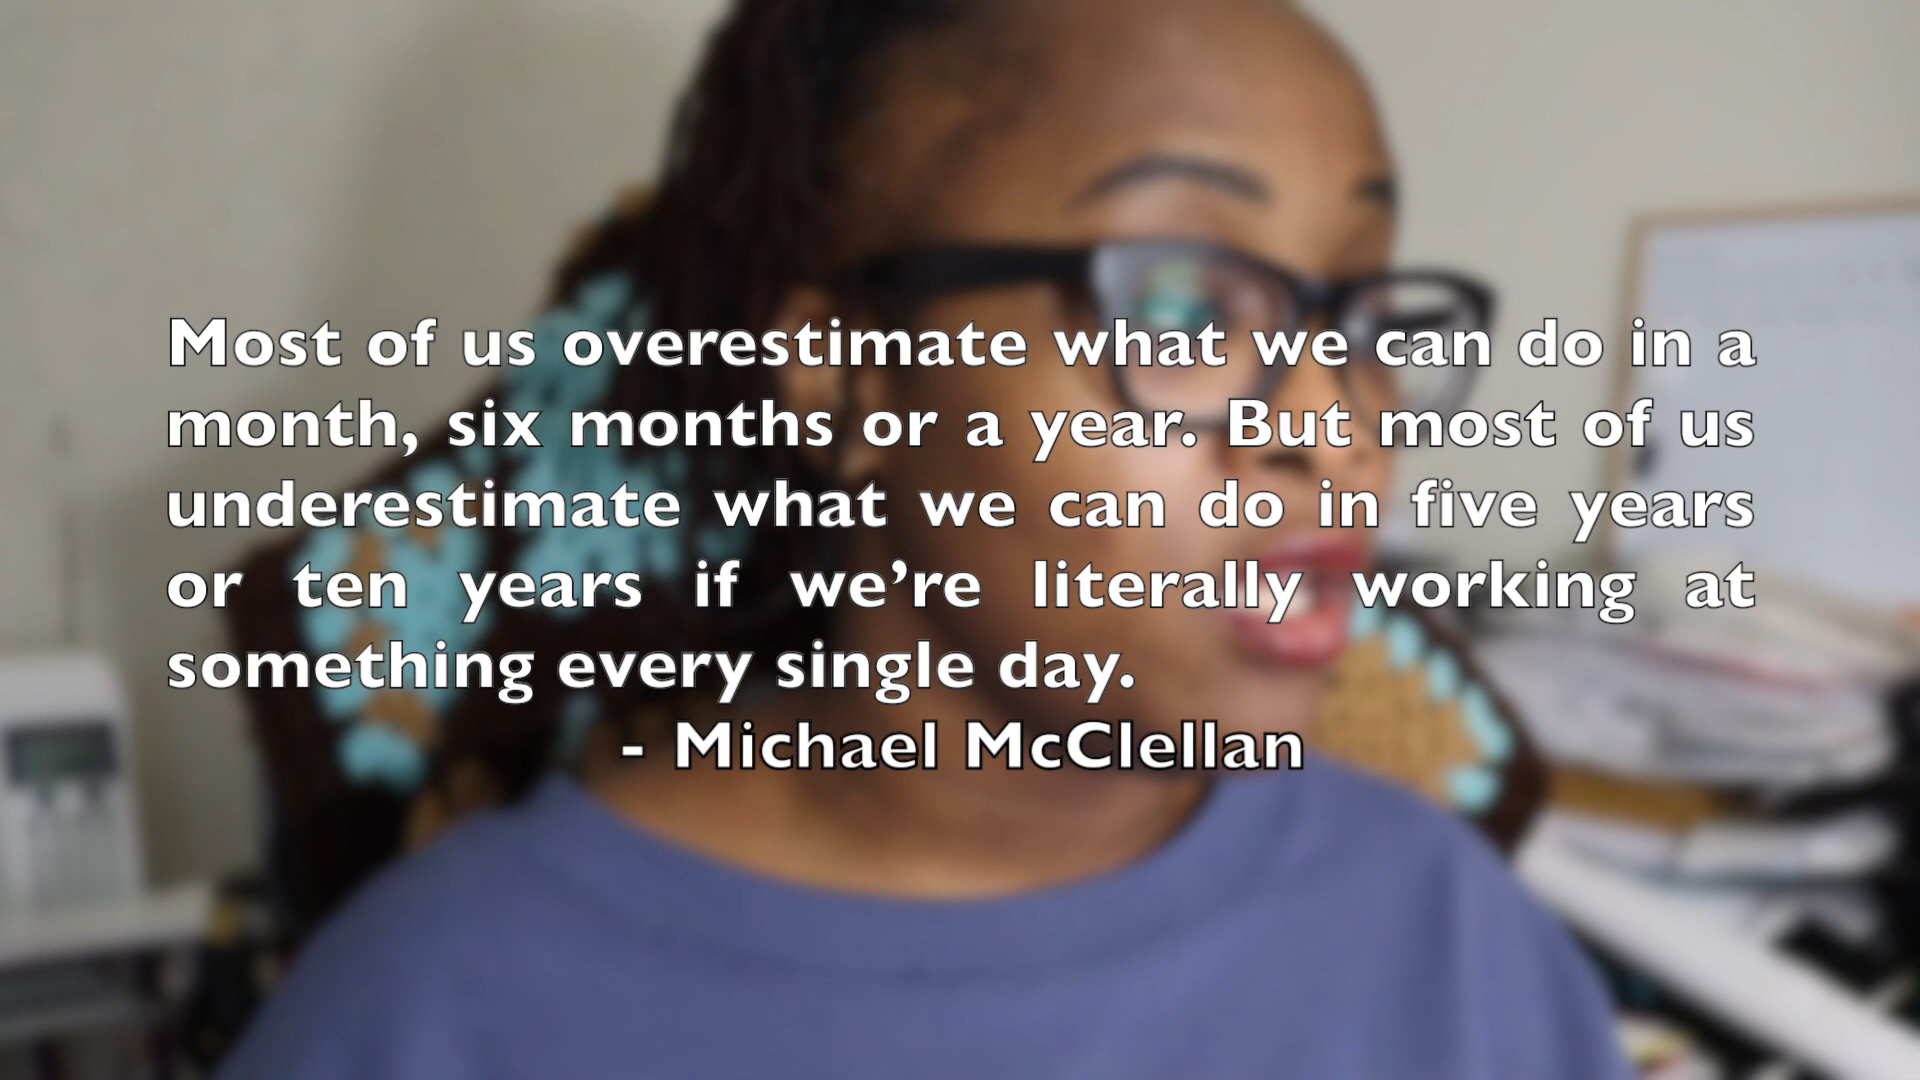 Most of us overestimate what we can do in a
month, six months or a year. But most of us
underestimate what we can do in five years
or ten years if we’re literally working at
something every single day.
- Michael McClellan